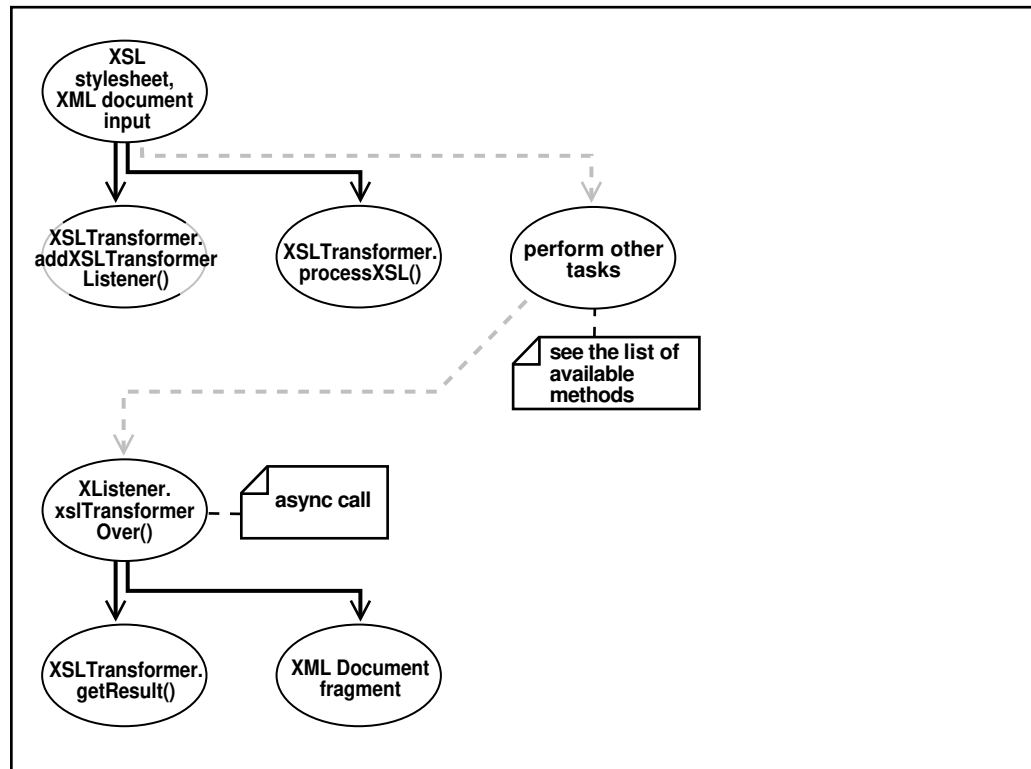 XSL
stylesheet,
XML document
input
XSLTransformer.
addXSLTransformer
Listener()
XSLTransformer.
processXSL()
perform other
tasks
see the list of
available
methods
XListener.
xslTransformer
Over()
async call
XSLTransformer.
getResult()
XML Document
fragment